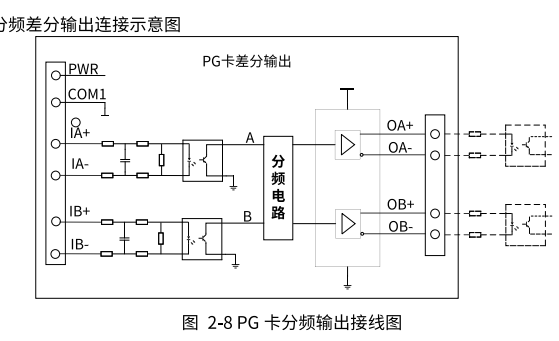 分频差分输出连接示意图
PG卡差分输出
PWR
COM1
IA+
IA-
IB+
IB-
A
B
分频电路
OA+
OA-
OB+
OB-
图 2-8 PG 卡分频输出接线图